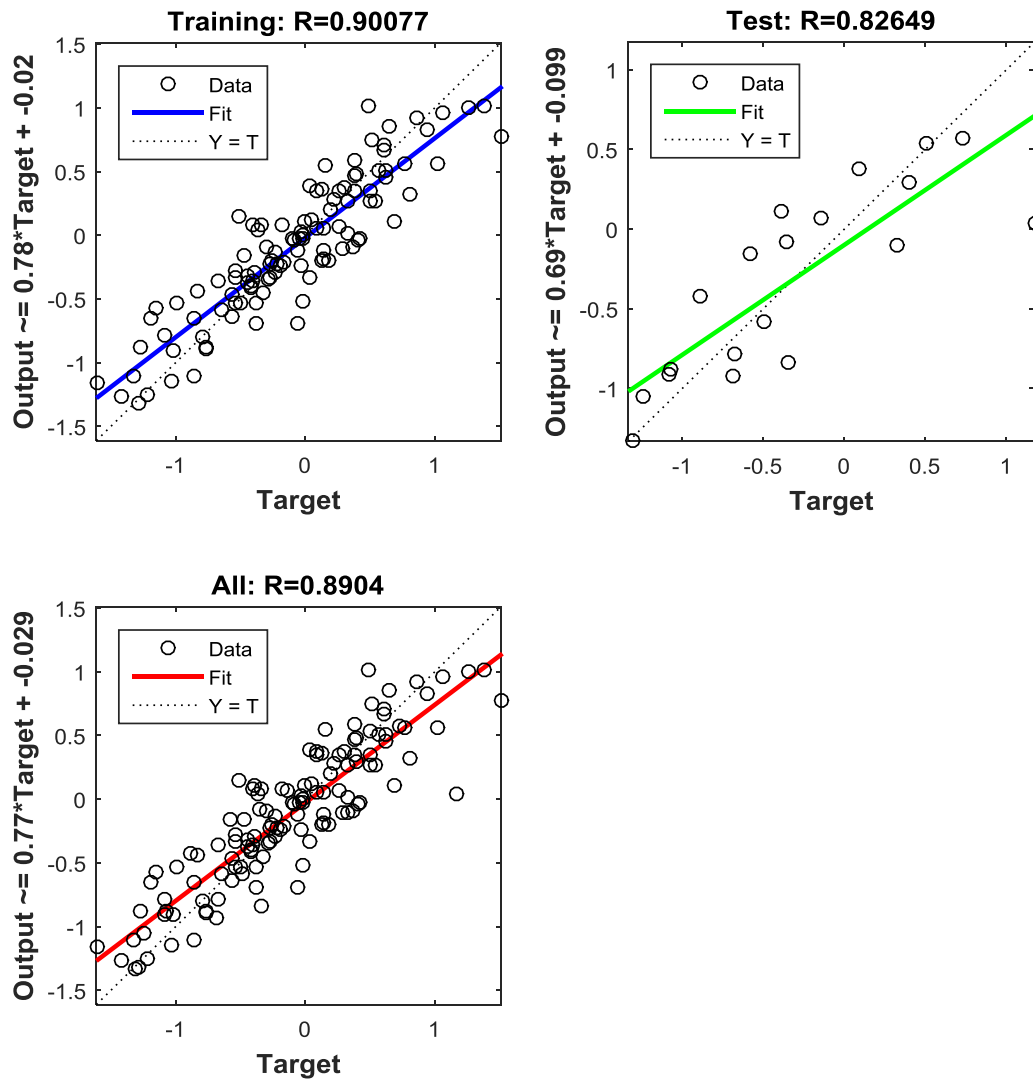 Training: R=0.90077
Output ~= 0.78*Target + -0.02
1.5
1
0.5
0
-0.5
-1
-1.5
Data
Fit
Y = T
-1
0
1
Target
Test: R=0.82649
Output ~= 0.69*Target + -0.099
1
0.5
0
-0.5
-1
Data
Fit
Y = T
-1
-0.5
0
0.5
1
Target
All: R=0.8904
Output ~= 0.77*Target + -0.029
1.5
1
0.5
0
-0.5
-1
-1.5
Data
Fit
Y = T
-1
0
1
Target